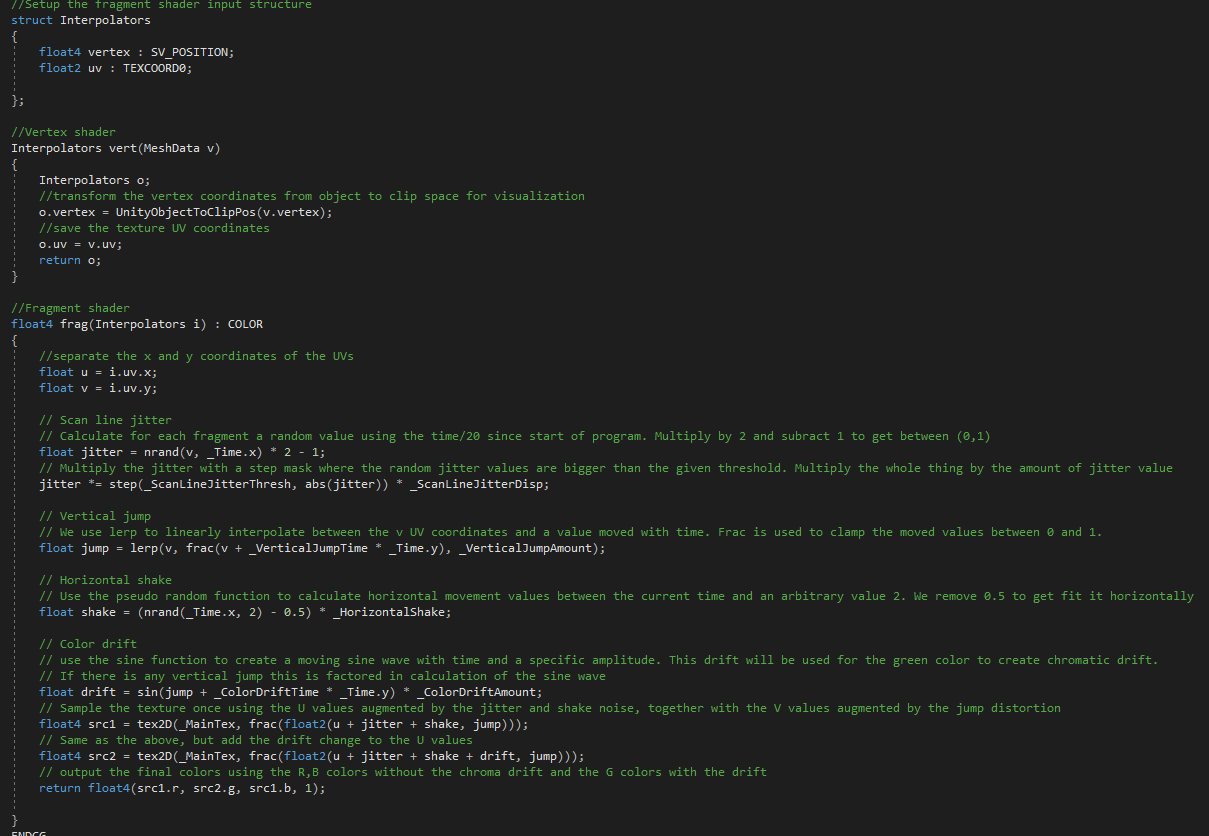 //Setup the fragment shader input structure
struct Interpolators
{
float4 vertex : SV_POSITION;
float2 uv : TEXCOORD0;
};
//Vertex shader
Interpolators vert(MeshData v)
{
Interpolators o;
//transform the vertex coordinates from object to clip space for visualization
o.vertex = UnityObjectToClipPos(v.vertex);
//save the texture UV coordinates
o.uv = v.uv;
return o;
}
//Fragment shader
float4 frag(Interpolators i) : COLOR
{
//separate the x and y coordinates of the UVs
float u = i.uv.x;
float v = i.uv.y;
// Scan line jitter
// Calculate for each fragment a random value using the time/20 since start of program. Multiply by 2 and subract 1 to get between (0,1)
float jitter = nrand(v, _Time.x) * 2 - 1;
// Multiply the jitter with a step mask where the random jitter values are bigger than the given threshold. Multiply the whole thing by the amount of jitter value
jitter *= step(_ScanLineJitterThresh, abs(jitter)) * _ScanLineJitterDisp;
// Vertical jump
// We use lerp to linearly interpolate between the v UV coordinates and a value moved with time. Frac is used to clamp the moved values between 0 and 1.
float jump = lerp(v, frac(v + _VerticalJumpTime * _Time.y), _VerticalJumpAmount);
// Horizontal shake
// Use the pseudo random function to calculate horizontal movement values between the current time and an arbitrary value 2. We remove 0.5 to get fit it horizontally
float shake = (nrand(_Time.x, 2) - 0.5) * _HorizontalShake;
// Color drift
// use the sine function to create a moving sine wave with time and a specific amplitude. This drift will be used for the green color to create chromatic drift.
// If there is any vertical jump this is factored in calculation of the sine wave
float drift = sin(jump + _ColorDriftTime * _Time.y) * _ColorDriftAmount;
// Sample the texture once using the U values augmented by the jitter and shake noise, together with the V values augmented by the jump distortion
float4 src1 = tex2D(_MainTex, frac(float2(u + jitter + shake, jump)));
// Same as the above, but add the drift change to the U values
float4 src2 = tex2D(_MainTex, frac(float2(u + jitter + shake + drift, jump)));
// output the final colors using the R,B colors without the chroma drift and the G colors with the drift
return float4(src1.r, src2.g, src1.b, 1);
}
ENDCG